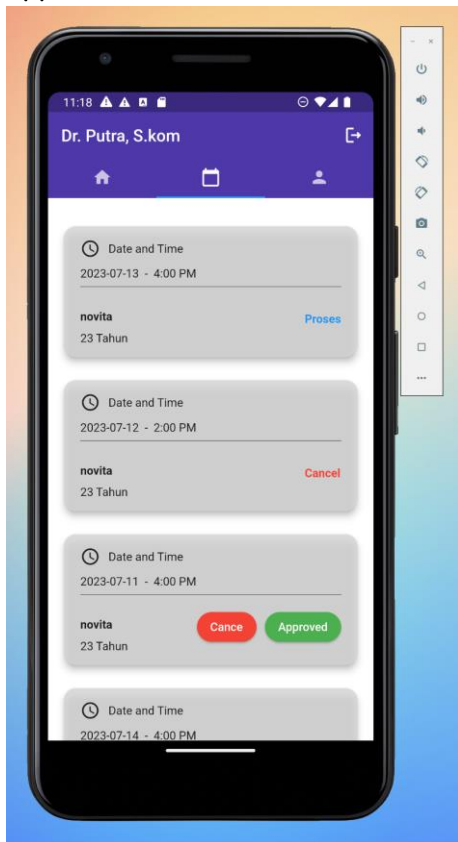 11:18
Dr. Putra, S.kom
Date and Time
2023-07-13 - 4:00 PM
novita
Proses
23 Tahun
Date and Time
2023-07-12 - 2:00 PM
novita
Cancel
23 Tahun
Date and Time
2023-07-11 - 4:00 PM
novita
Cance
Approved
23 Tahun
Date and Time
2023-07-14 - 4:00 PM